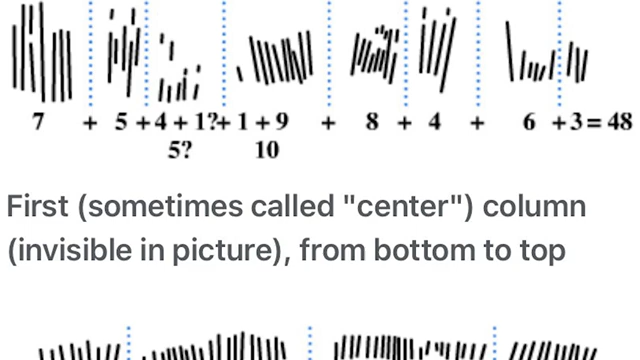 7 + 5 + 4 + 1?+ 1 + 9 + 8 + 4 + 6 + 3 = 48
5? 10
First (sometimes called "center") column
(invisible in picture), from bottom to top